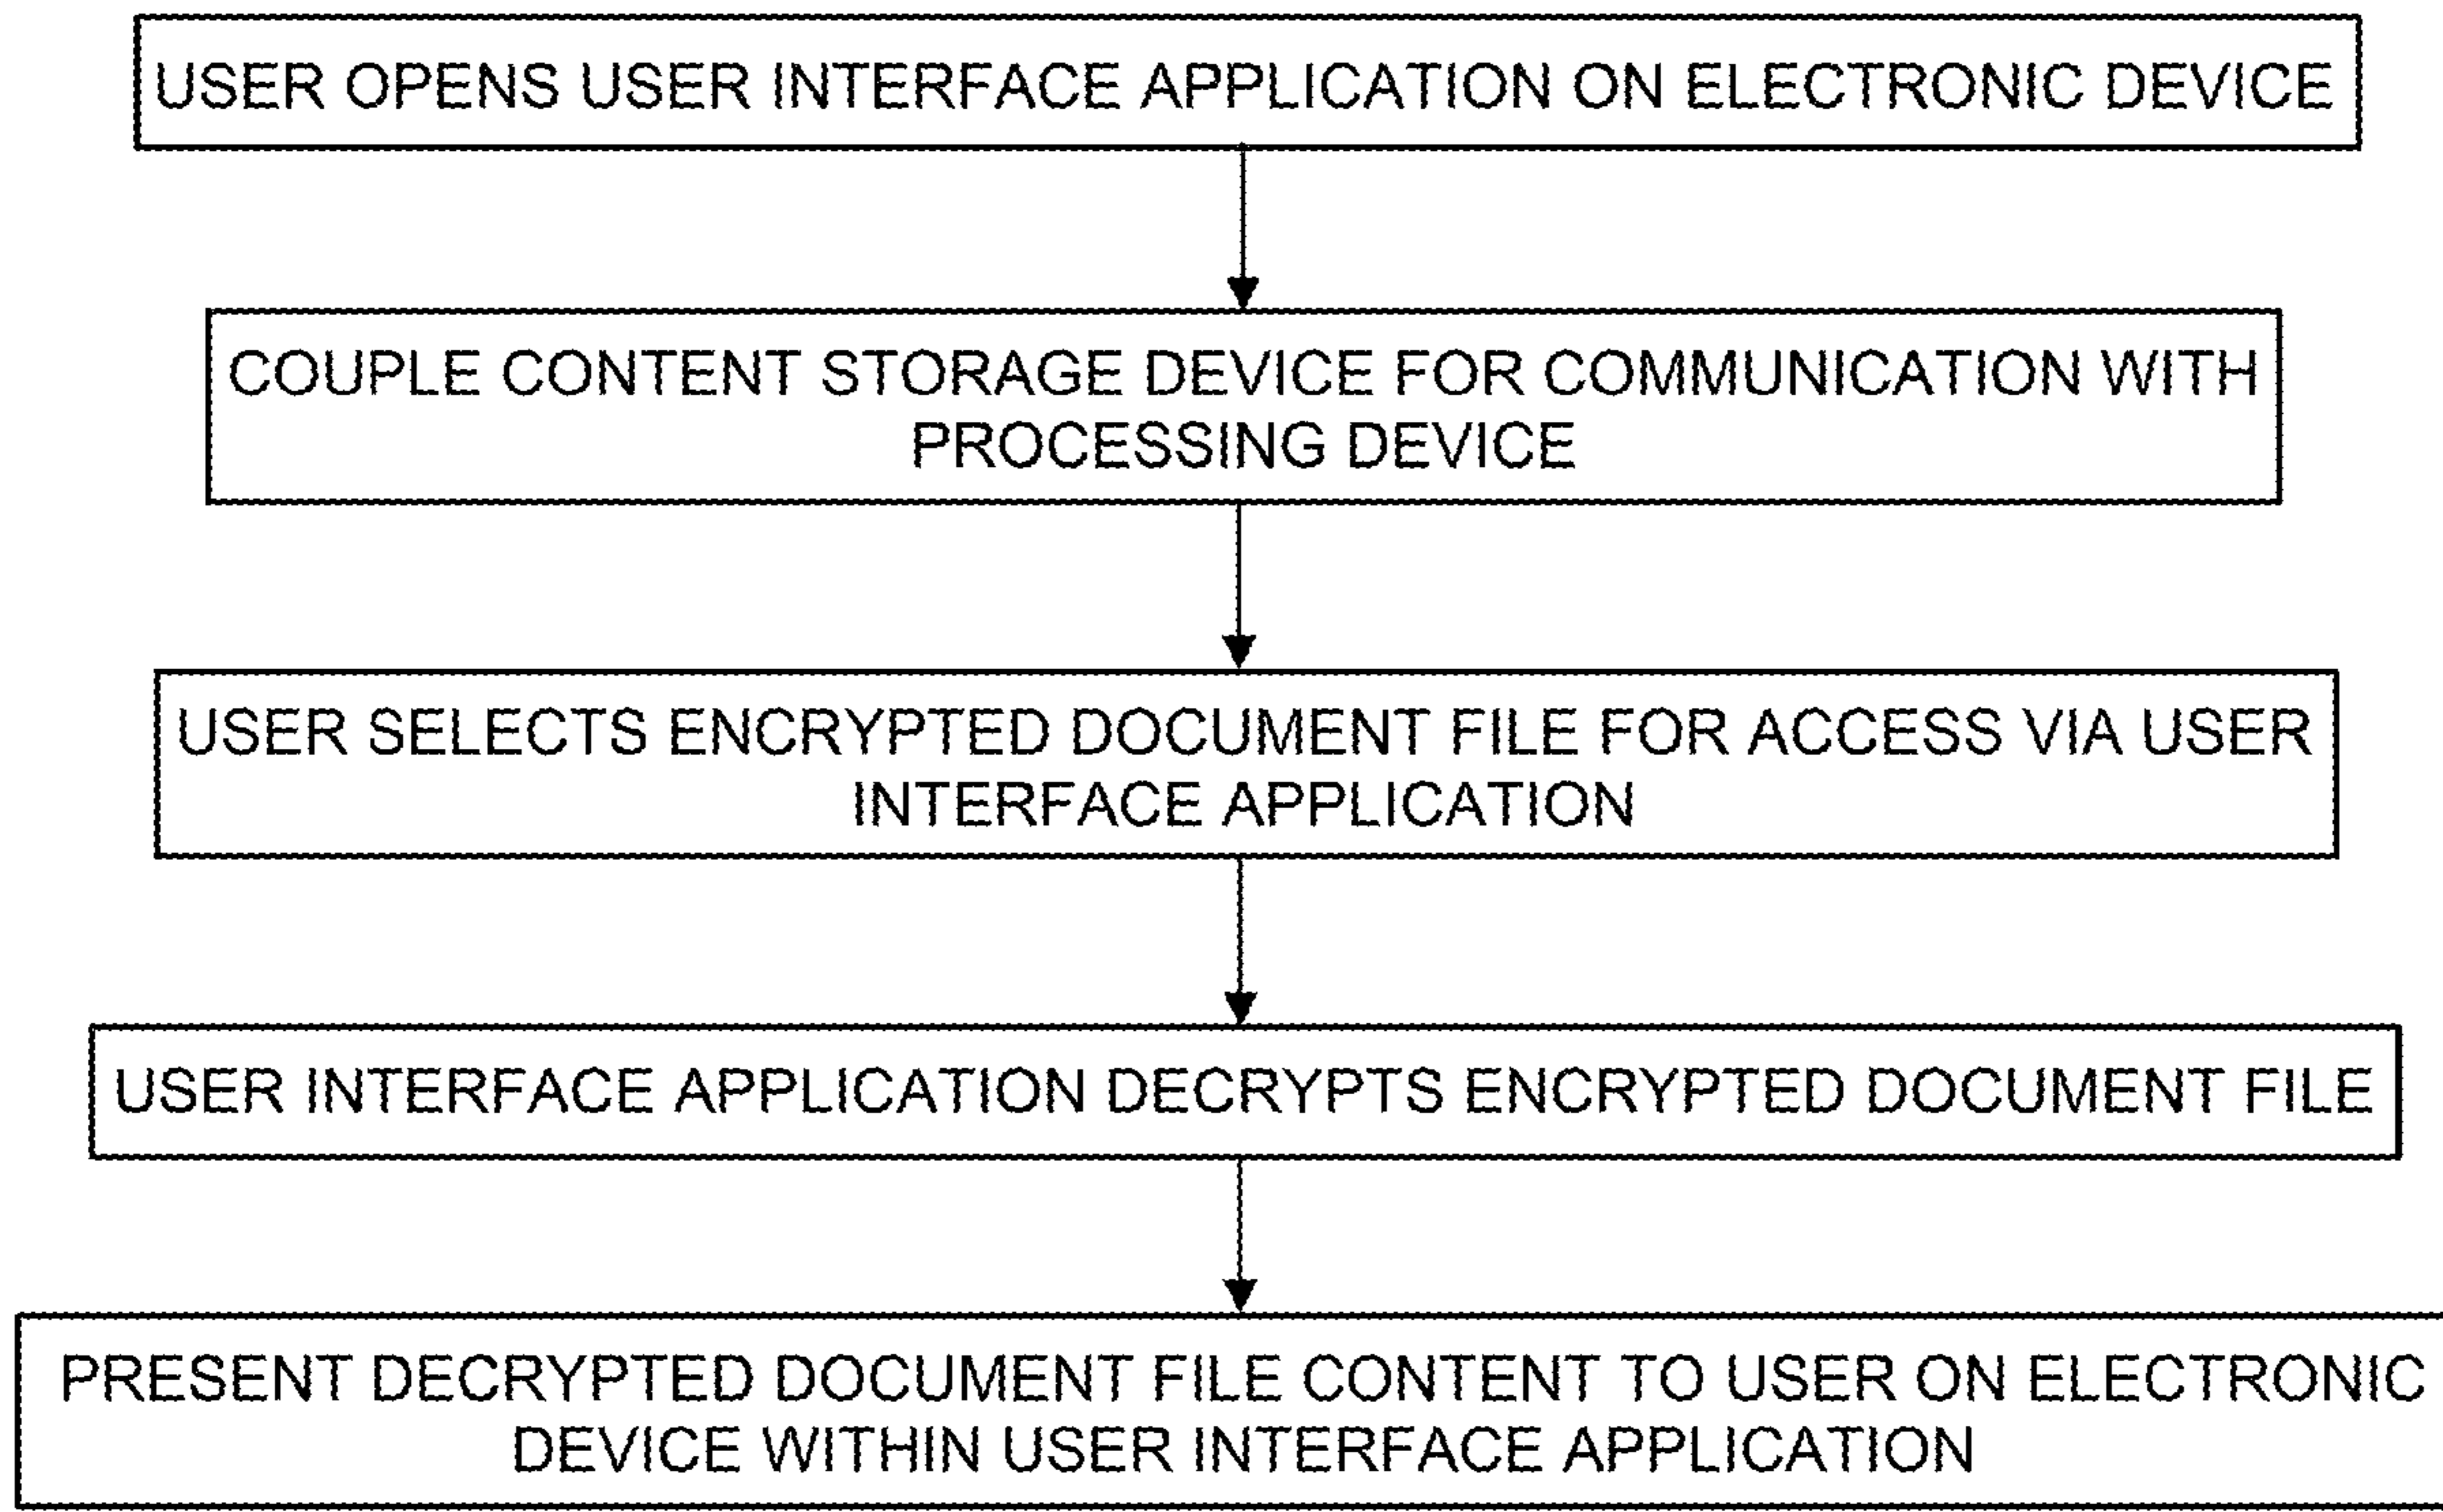 USER OPENS USER INTERFACE APPLICATION ON ELECTRONIC DEVICE
COUPLE CONTENT STORAGE DEVICE FOR COMMUNICATION WITH
PROCESSING DEVICE
USER SELECTS ENCRYPTED DOCUMENT FILE FOR ACCESS VIA USER
INTERFACE APPLICATION
USER INTERFACE APPLICATION DECRYPTS ENCRYPTED DOCUMENT FILE
PRESENT DECRYPTED DOCUMENT FILE CONTENT TO USER ON ELECTRONIC
DEVICE WITHIN USER INTERFACE APPLICATION